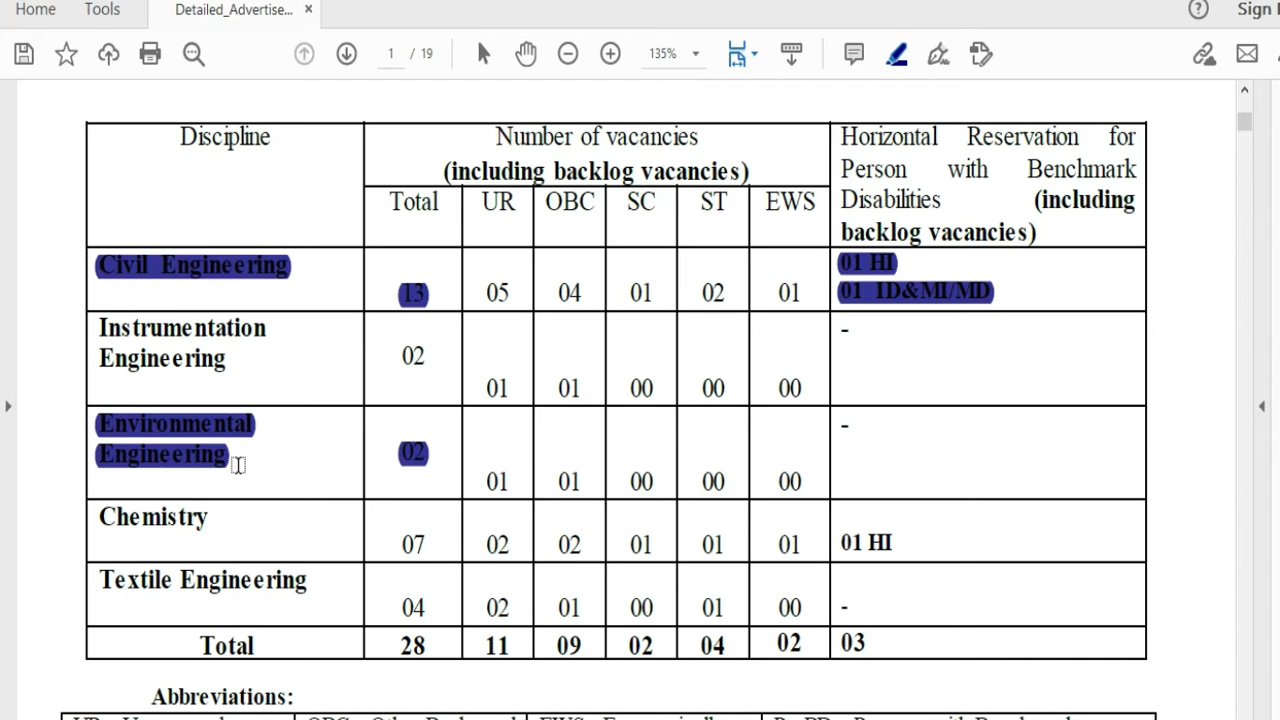 Home Tools Detailed_Advertise... × Sign
1 / 19 135%
Discipline Number of vacancies Horizontal Reservation for
(including backlog vacancies) Person with Benchmark
Total UR OBC SC ST EWS Disabilities (including
backlog vacancies)
Civil Engineering 01 HI
13 05 04 01 02 01 01 ID&MI/MD
Instrumentation -
Engineering 02
01 01 00 00 00
Environmental -
Engineering 02
01 01 00 00 00
Chemistry
07 02 02 01 01 01 01 HI
Textile Engineering
04 02 01 00 01 00 -
Total 28 11 09 02 04 02 03
Abbreviations: